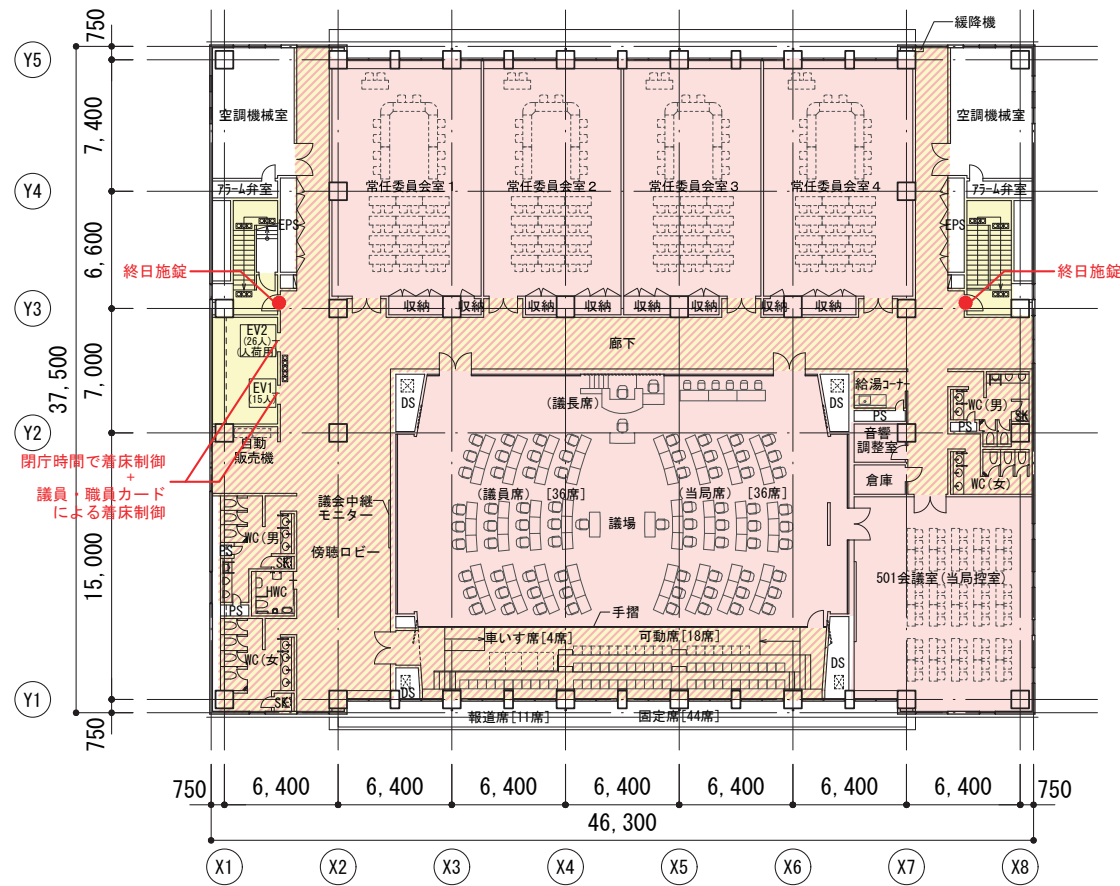 750
緩降機
Y5
空調機械室
空調機械室
7,400
常任委員会室1
常任委員会室2
常任委員会室3
常任委員会室4
Y4
アラーム弁室
アラーム弁室
EPS
EPS
6,600
終日施錠
終日施錠
Y3
収納
収納
収納
収納
収納
収納
収納
収納
EV2
(26人)
(人荷用)
廊下
37,500
7,000
EV1
(15人)
DS
(議長席)
DS
給湯コーナー
PS
WC(男)
SK
PS
Y2
自動
販売機
音響
調整室
閉庁時間で着床制御
+
議員・職員カード
による着床制御
倉庫
WC(女)
(議員席) [36席]
(当局席) [36席]
議会中継
モニター
議場
WC(男)
PS
SK
傍聴ロビー
15,000
HWC
501会議室(当局控室)
PS
手摺
車いす席[4席]
可動席[18席]
WC(女)
DS
DS
SK
Y1
報道席[11席]
固定席[44席]
750
750
6,400
6,400
6,400
6,400
6,400
6,400
6,400
750
46,300
X1
X2
X3
X4
X5
X6
X7
X8